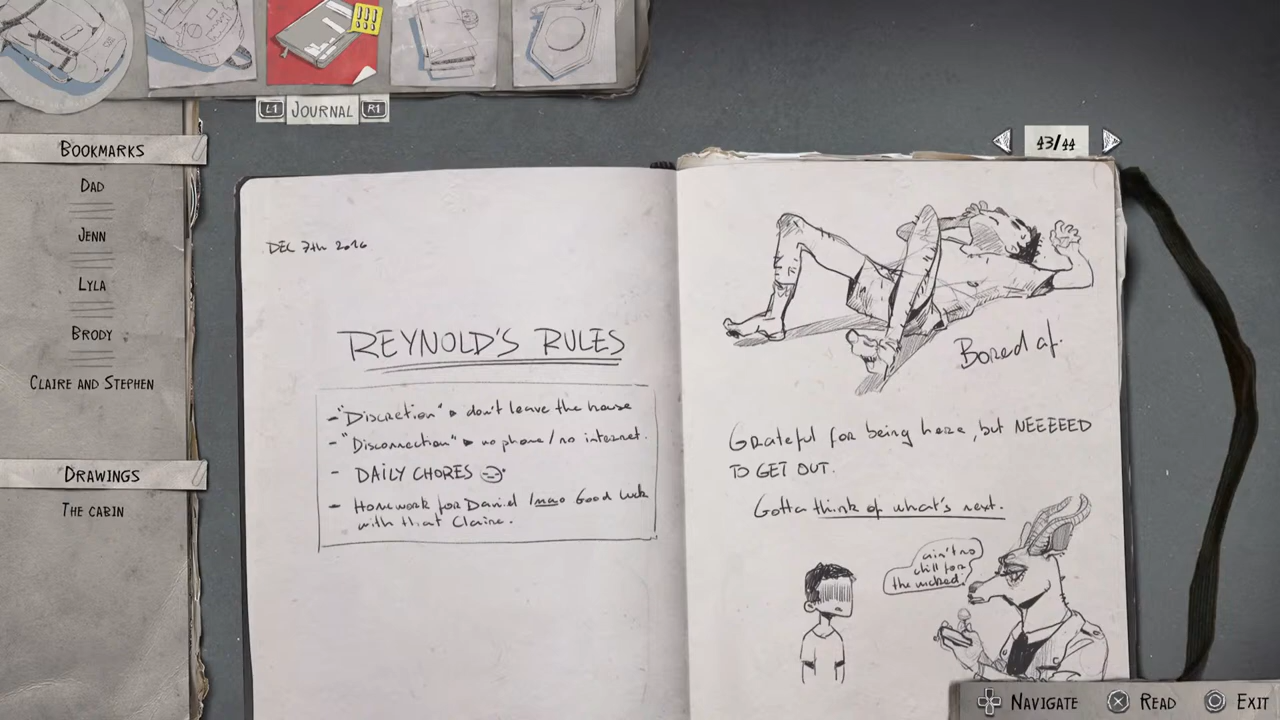 L1 JOURNAL R1
BOOKMARKS
DAD
JENN
LYLA
BRODY
CLAIRE AND STEPHEN
DRAWINGS
THE CABIN
43/44
DEC 7th 2016
REYNOLD'S RULES
- "Discretion" ▸ don't leave the house
- "Disconnection" ▸ no phone / no internet.
- DAILY CHORES
- Homework for Daniel lmao Good luck
with that Claire.
Bored af.
Grateful for being here, but NEEEEED
TO GET OUT.
Gotta think of what's next.
ain't no
chill for
the wicked.
NAVIGATE
READ
EXIT